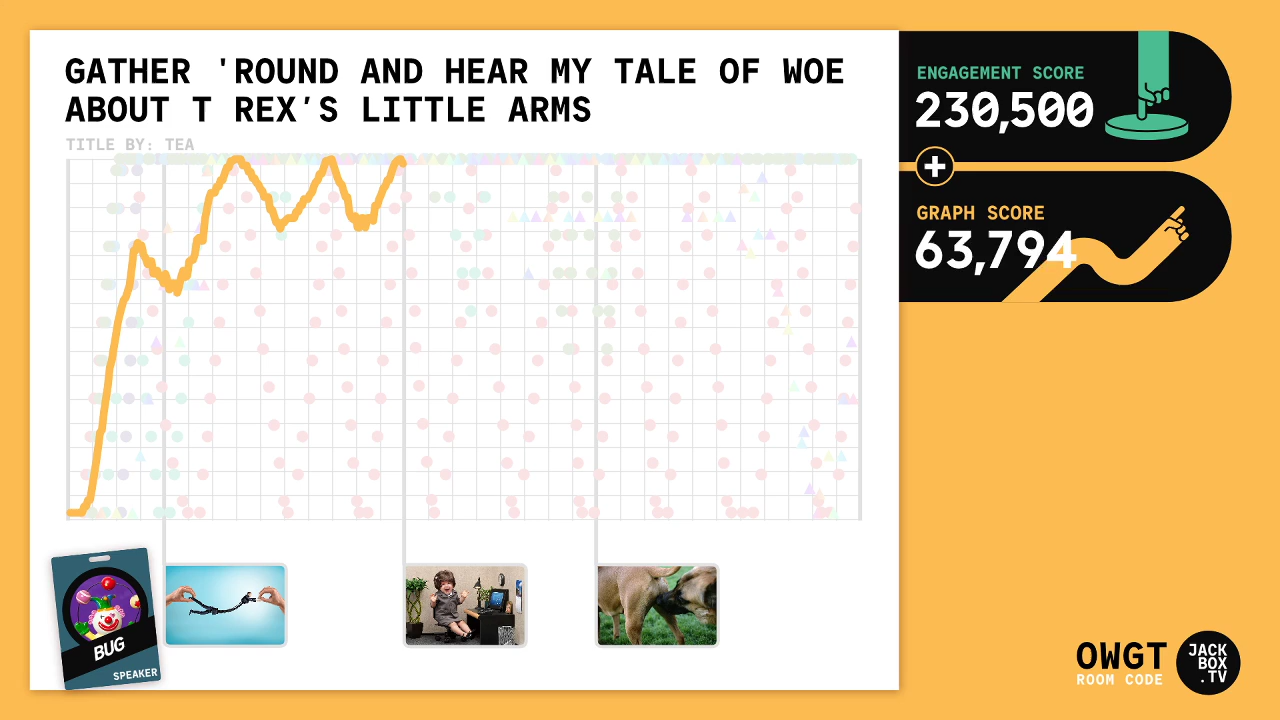 GATHER 'ROUND AND HEAR MY TALE OF WOE
ABOUT T REX'S LITTLE ARMS
TITLE BY: TEA
ENGAGEMENT SCORE
230,500
+
GRAPH SCORE
63,794
BUG
SPEAKER
OWGT
ROOM CODE
JACK
BOX
.TV